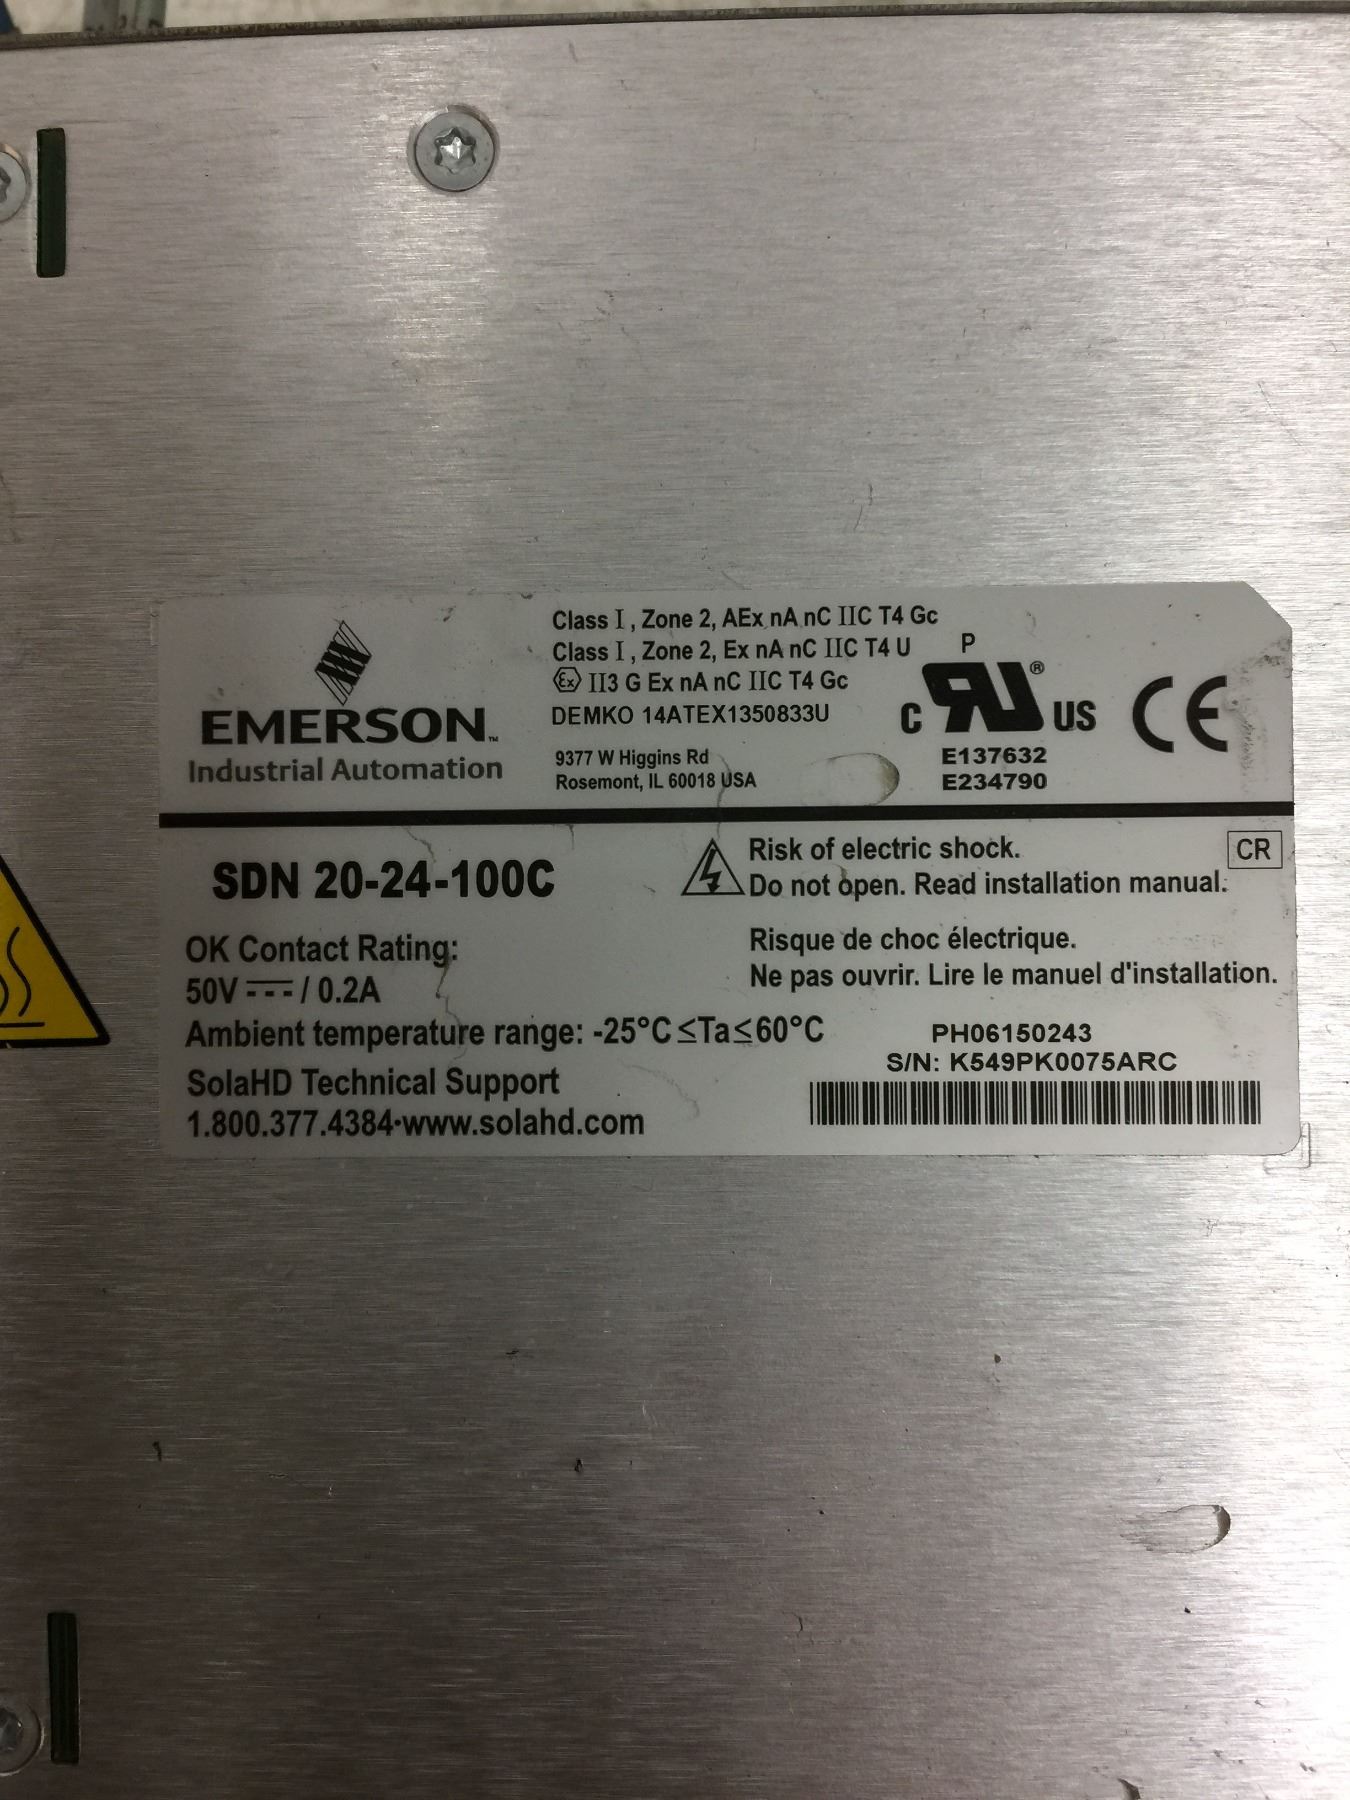 EMERSON™
Industrial Automation
Class I, Zone 2, AEx nA nC IIC T4 Gc
Class I, Zone 2, Ex nA nC IIC T4 U
Ex II3 G Ex nA nC IIC T4 Gc
DEMKO 14ATEX1350833U
9377 W Higgins Rd
Rosemont, IL 60018 USA
P
C RU® US CE
E137632
E234790
SDN 20-24-100C
OK Contact Rating:
50V ⎓ / 0.2A
Ambient temperature range: -25°C≤Ta≤60°C
SolaHD Technical Support
1.800.377.4384·www.solahd.com
Risk of electric shock.
Do not open. Read installation manual.
CR
Risque de choc électrique.
Ne pas ouvrir. Lire le manuel d'installation.
PH06150243
S/N: K549PK0075ARC